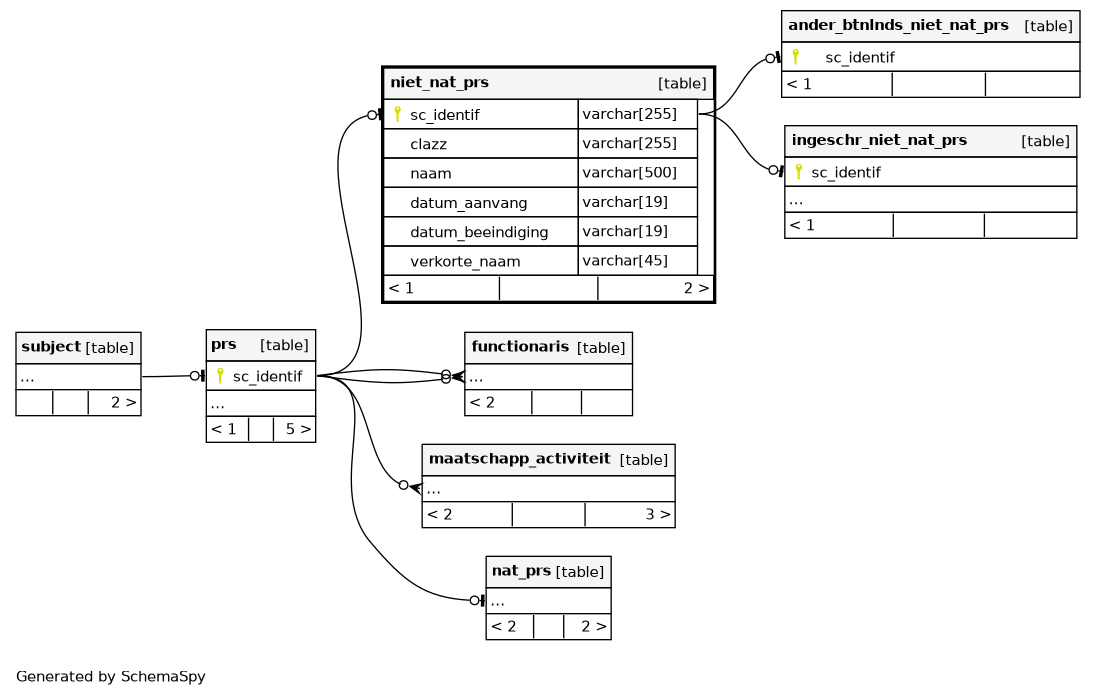 ander_btnlnds_niet_nat_prs [table]
sc_identif
< 1
niet_nat_prs [table]
sc_identif varchar[255]
clazz varchar[255]
naam varchar[500]
datum_aanvang varchar[19]
datum_beeindiging varchar[19]
verkorte_naam varchar[45]
< 1 2 >
ingeschr_niet_nat_prs [table]
sc_identif
...
< 1
subject [table]
...
2 >
prs [table]
sc_identif
...
< 1 5 >
functionaris [table]
...
< 2
maatschapp_activiteit [table]
...
< 2 3 >
nat_prs [table]
...
< 2 2 >
Generated by SchemaSpy